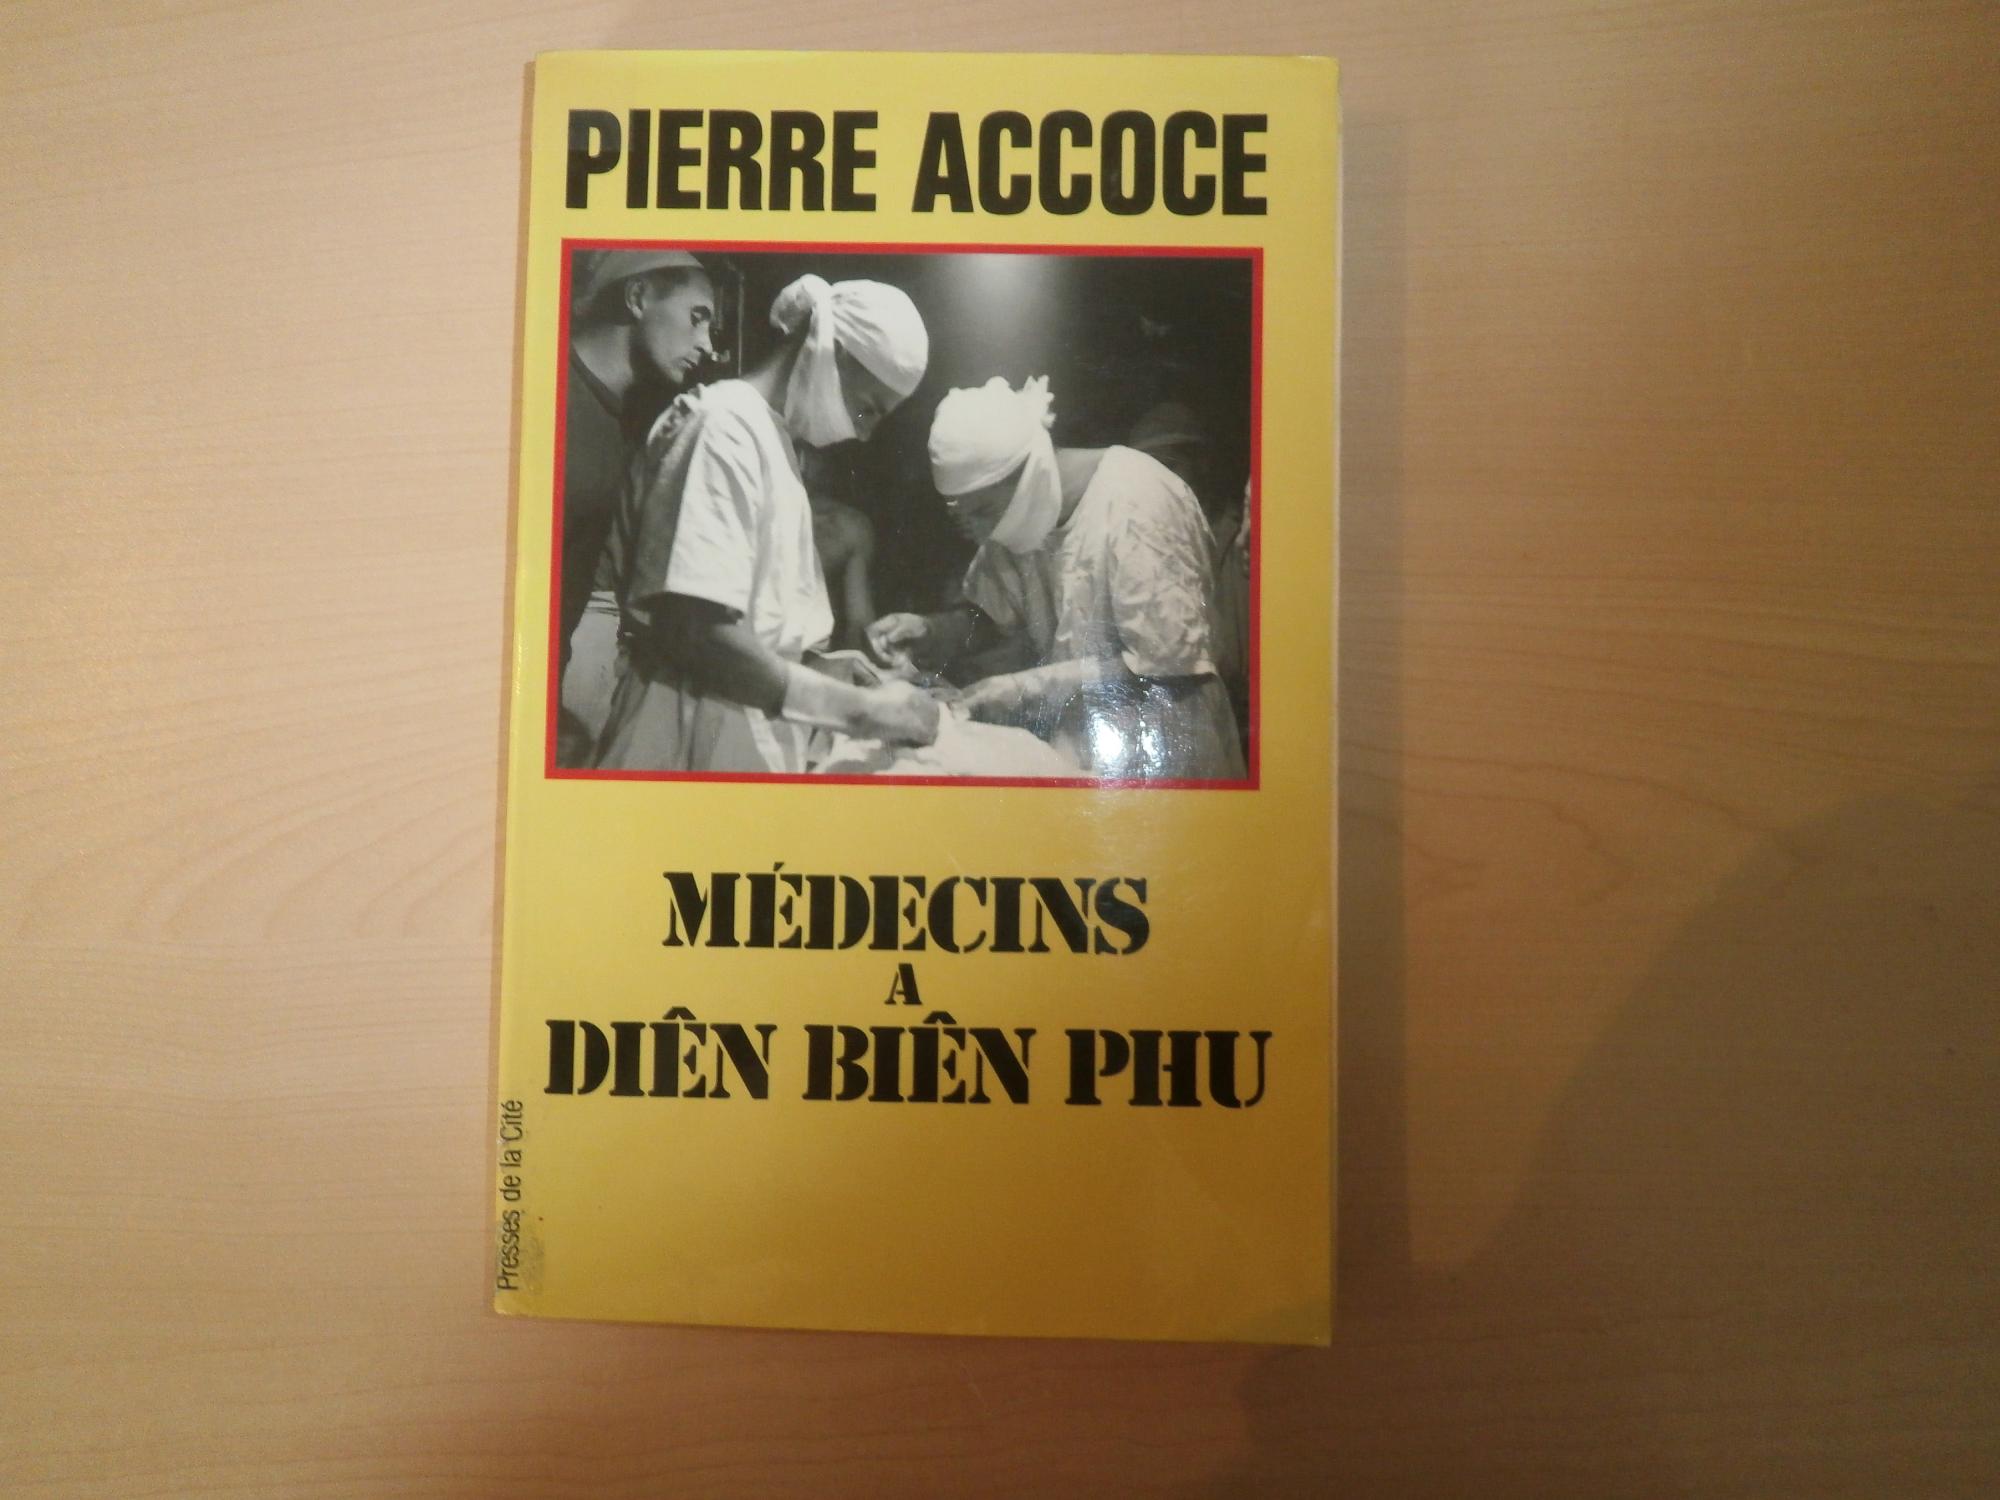 PIERRE ACCOCE
MÉDECINS
A
DIÊN BIÊN PHU
Presses de la Cité